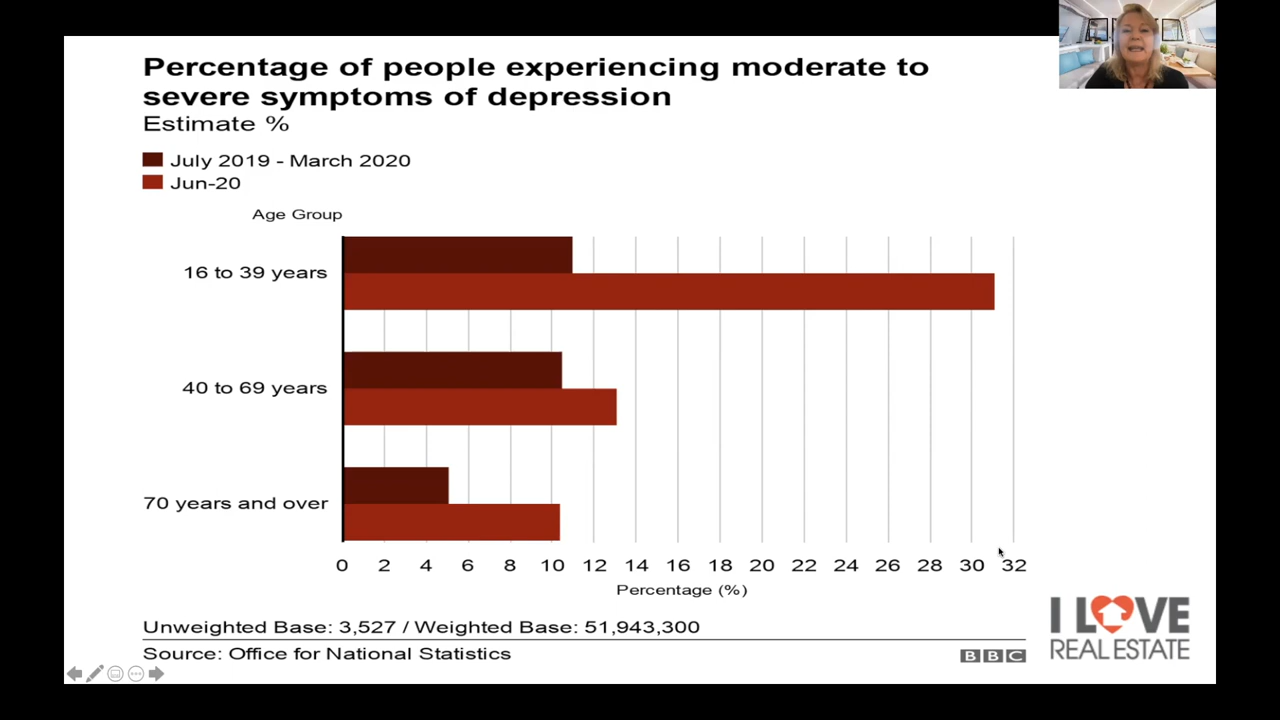 Percentage of people experiencing moderate to
severe symptoms of depression
Estimate %
July 2019 - March 2020
Jun-20
Age Group
16 to 39 years
40 to 69 years
70 years and over
0 2 4 6 8 10 12 14 16 18 20 22 24 26 28 30 32
Percentage (%)
Unweighted Base: 3,527 / Weighted Base: 51,943,300
Source: Office for National Statistics
BBC
I LOVE
REAL ESTATE